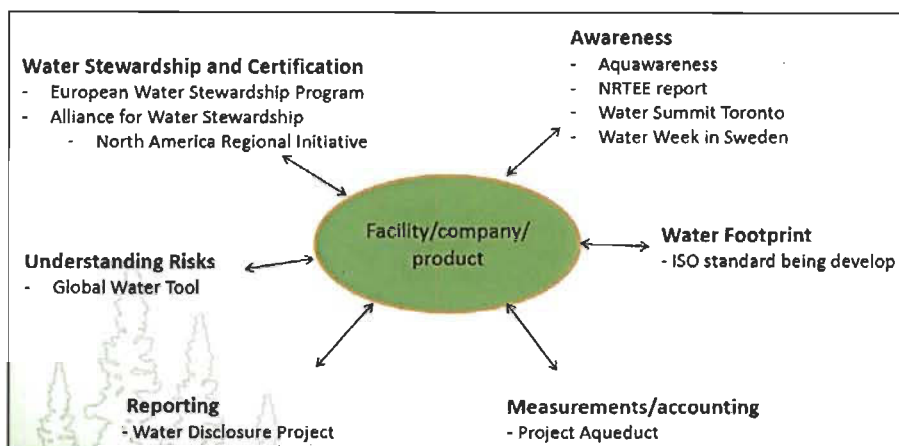 Water Stewardship and Certification
- European Water Stewardship Program
- Alliance for Water Stewardship
- North America Regional Initiative
Awareness
- Aquawareness
- NRTEE report
- Water Summit Toronto
- Water Week in Sweden
Facility/company/
product
Understanding Risks
- Global Water Tool
Water Footprint
- ISO standard being develop
Reporting
- Water Disclosure Project
Measurements/accounting
- Project Aqueduct